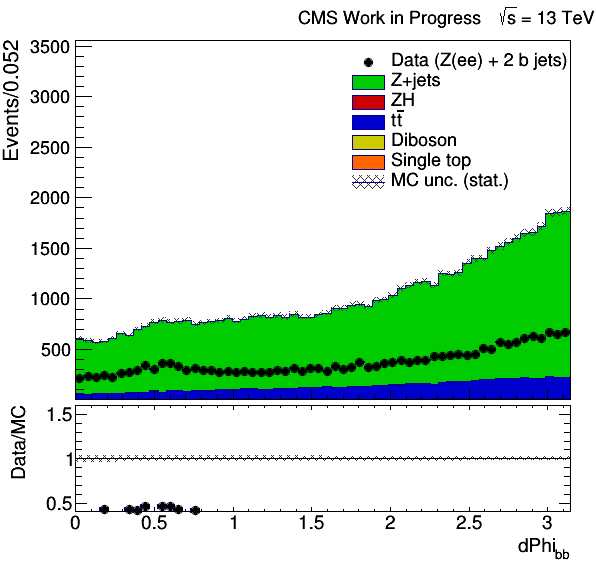 CMS Work in Progress √s = 13 TeV
Events/0.052
3500
3000
2500
2000
1500
1000
500
Data (Z(ee) + 2 b jets)
Z+jets
ZH
tt̅
Diboson
Single top
MC unc. (stat.)
Data/MC
1.5
1
0.5
0 0.5 1 1.5 2 2.5 3
dPhi_bb